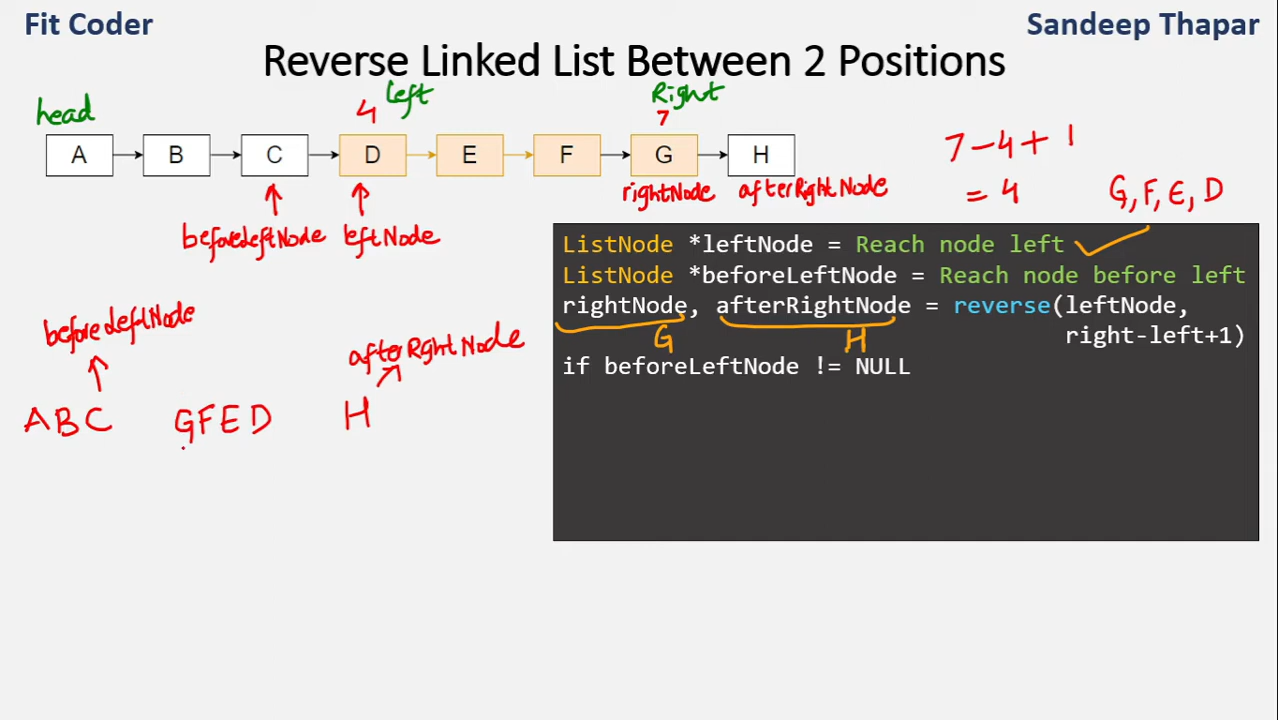 Fit Coder
Sandeep Thapar
Reverse Linked List Between 2 Positions
head
4 left
Right
7
A B C D E F G H
7-4+1
= 4
G, F, E, D
rightNode
afterRightNode
beforeLeftNode
leftNode
ListNode *leftNode = Reach node left
ListNode *beforeLeftNode = Reach node before left
rightNode, afterRightNode = reverse(leftNode,
right-left+1)
G
H
if beforeLeftNode != NULL
beforeLeftNode
afterRightNode
ABC GFED H